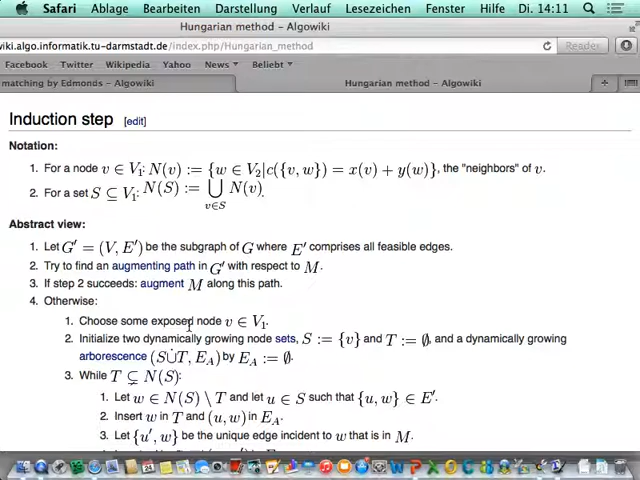 Safari Ablage Bearbeiten Darstellung Verlauf Lesezeichen Fenster Hilfe Di. 14:11
Hungarian method - Algowiki
wiki.algo.informatik.tu-darmstadt.de/index.php/Hungarian_method Reader
Facebook Twitter Wikipedia Yahoo News Beliebt
matching by Edmonds - Algowiki Hungarian method - Algowiki
Induction step [edit]
Notation:
1. For a node v ∈ V₁: N(v) := {w ∈ V₂|c({v, w}) = x(v) + y(w)}, the "neighbors" of v.
2. For a set S ⊆ V₁: N(S) := ⋃ N(v).
v∈S
Abstract view:
1. Let G′ = (V, E′) be the subgraph of G where E′ comprises all feasible edges.
2. Try to find an augmenting path in G′ with respect to M.
3. If step 2 succeeds: augment M along this path.
4. Otherwise:
1. Choose some exposed node v ∈ V₁.
2. Initialize two dynamically growing node sets, S := {v} and T := ∅, and a dynamically growing
arborescence (S∪̇T, E_A) by E_A := ∅.
3. While T ⊊ N(S):
1. Let w ∈ N(S) \ T and let u ∈ S such that {u, w} ∈ E′.
2. Insert w in T and (u, w) in E_A.
3. Let {u′, w} be the unique edge incident to w that is in M.